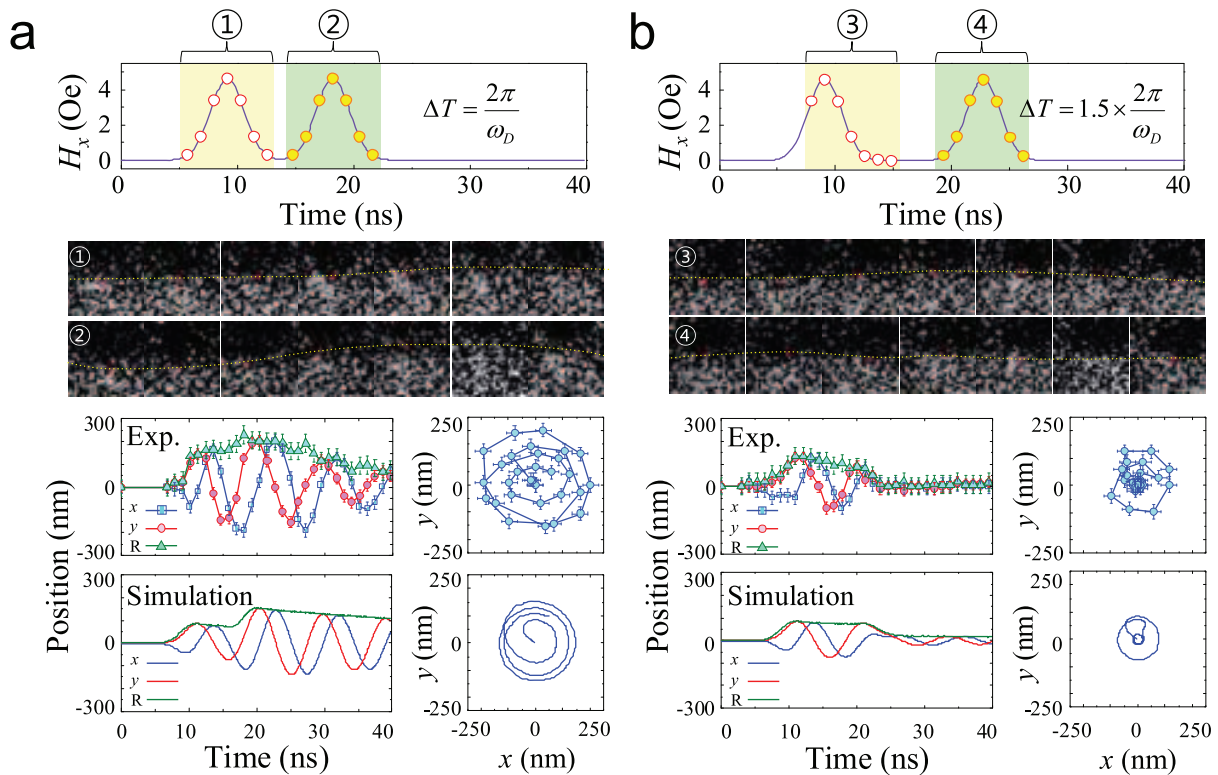 a
① ②
H_x (Oe)
4
2
0
ΔT = 2π/ω_D
0 10 20 30 40
Time (ns)
①
②
Position (nm)
300
0
-300
Exp.
x
y
R
y (nm)
250
0
-250
300
0
-300
Simulation
x
y
R
0 10 20 30 40
Time (ns)
y (nm)
250
0
-250
-250 0 250
x (nm)
b
③ ④
H_x (Oe)
4
2
0
ΔT = 1.5 × 2π/ω_D
0 10 20 30 40
Time (ns)
③
④
Position (nm)
300
0
-300
Exp.
x
y
R
y (nm)
250
0
-250
300
0
-300
Simulation
x
y
R
0 10 20 30 40
Time (ns)
y (nm)
250
0
-250
-250 0 250
x (nm)